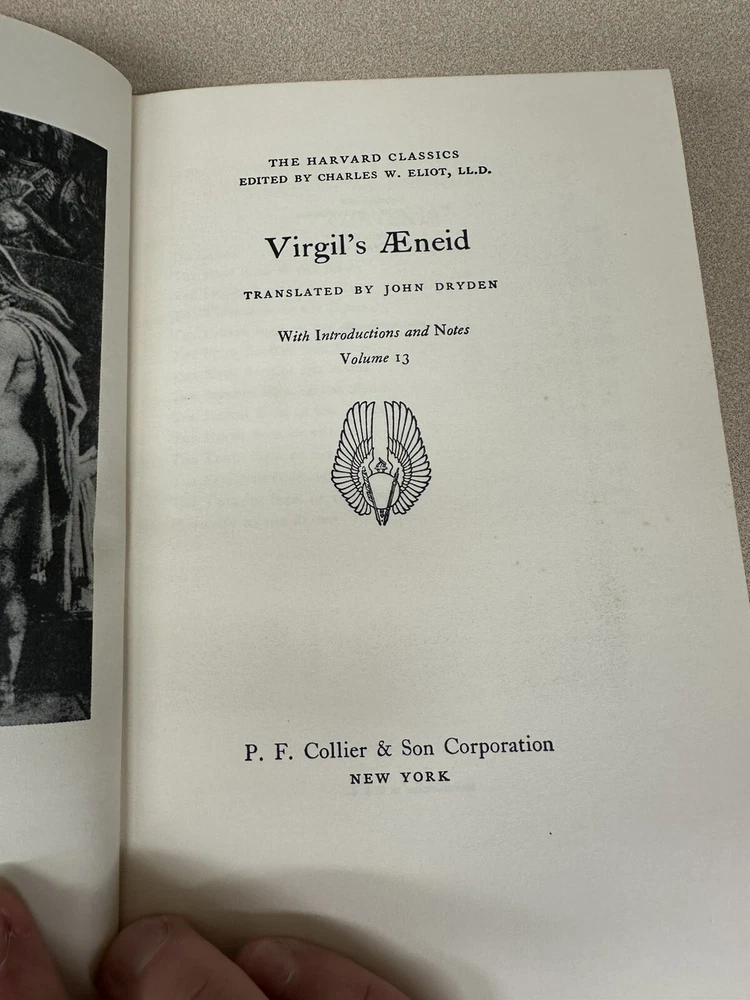 THE HARVARD CLASSICS
EDITED BY CHARLES W. ELIOT, LL.D.
Virgil's Æneid
TRANSLATED BY JOHN DRYDEN
With Introductions and Notes
Volume 13
P. F. Collier & Son Corporation
NEW YORK